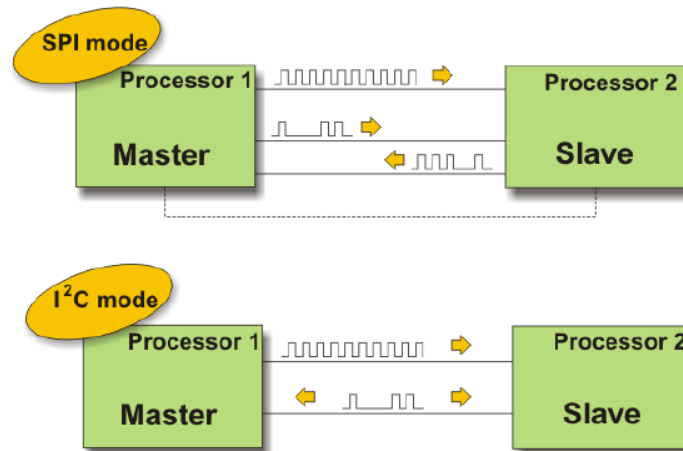 SPI mode
Processor 1
Processor 2
Master
Slave
I²C mode
Processor 1
Processor 2
Master
Slave